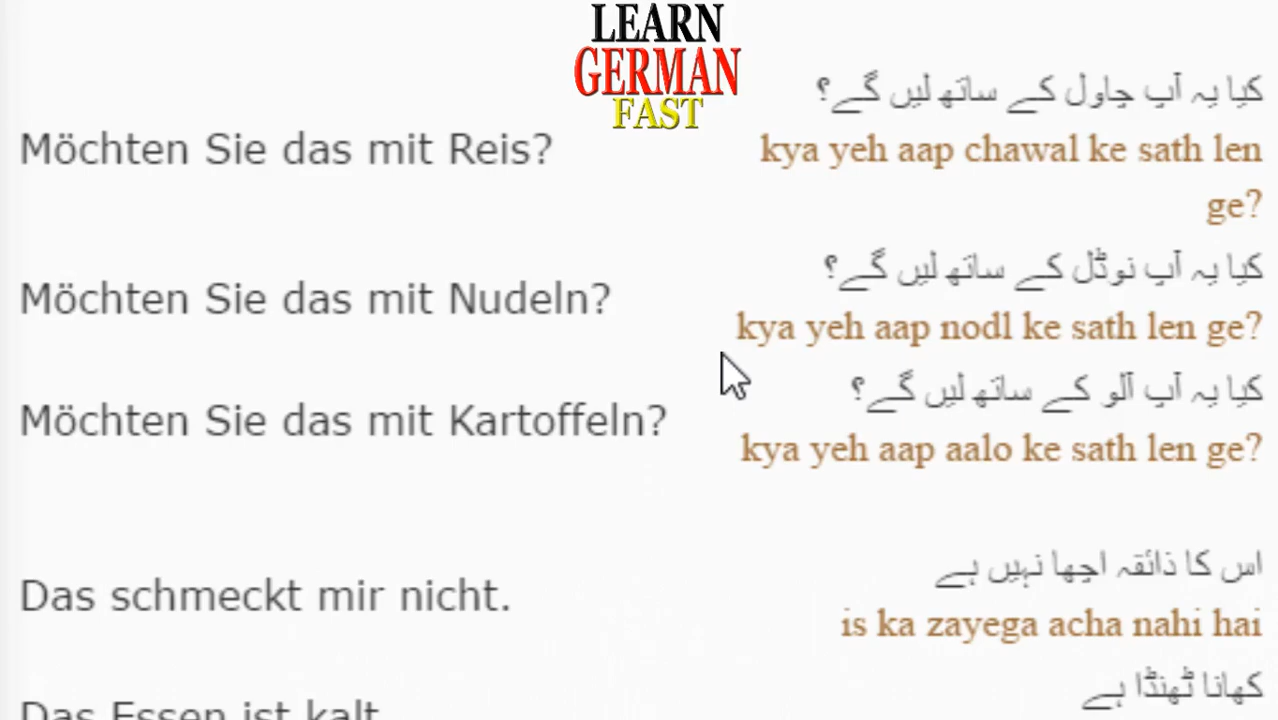 LEARN
GERMAN
FAST
کیا یہ آپ چاول کے ساتھ لیں گے؟
Möchten Sie das mit Reis?
kya yeh aap chawal ke sath len
ge?
کیا یہ آپ نوڈل کے ساتھ لیں گے؟
Möchten Sie das mit Nudeln?
kya yeh aap nodl ke sath len ge?
کیا یہ آپ آلو کے ساتھ لیں گے؟
Möchten Sie das mit Kartoffeln?
kya yeh aap aalo ke sath len ge?
اس کا ذائقہ اچھا نہیں ہے
Das schmeckt mir nicht.
is ka zayega acha nahi hai
کھانا ٹھنڈا ہے
Das Essen ist kalt